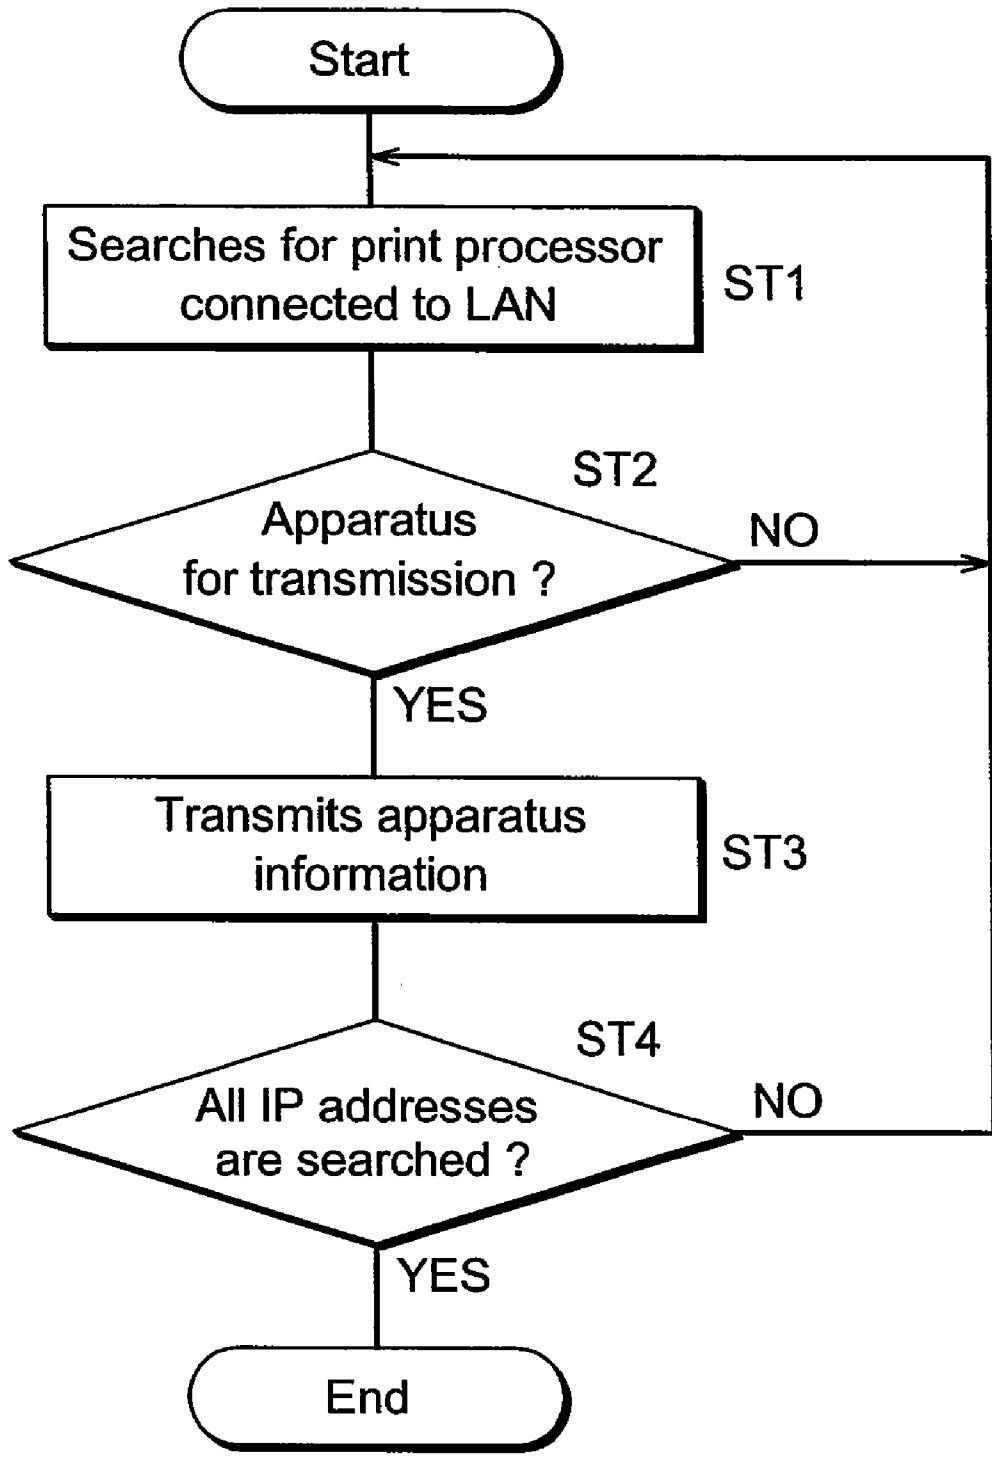 Start
Searches for print processor
connected to LAN
ST1
ST2
Apparatus
for transmission ?
NO
YES
Transmits apparatus
information
ST3
ST4
All IP addresses
are searched ?
NO
YES
End